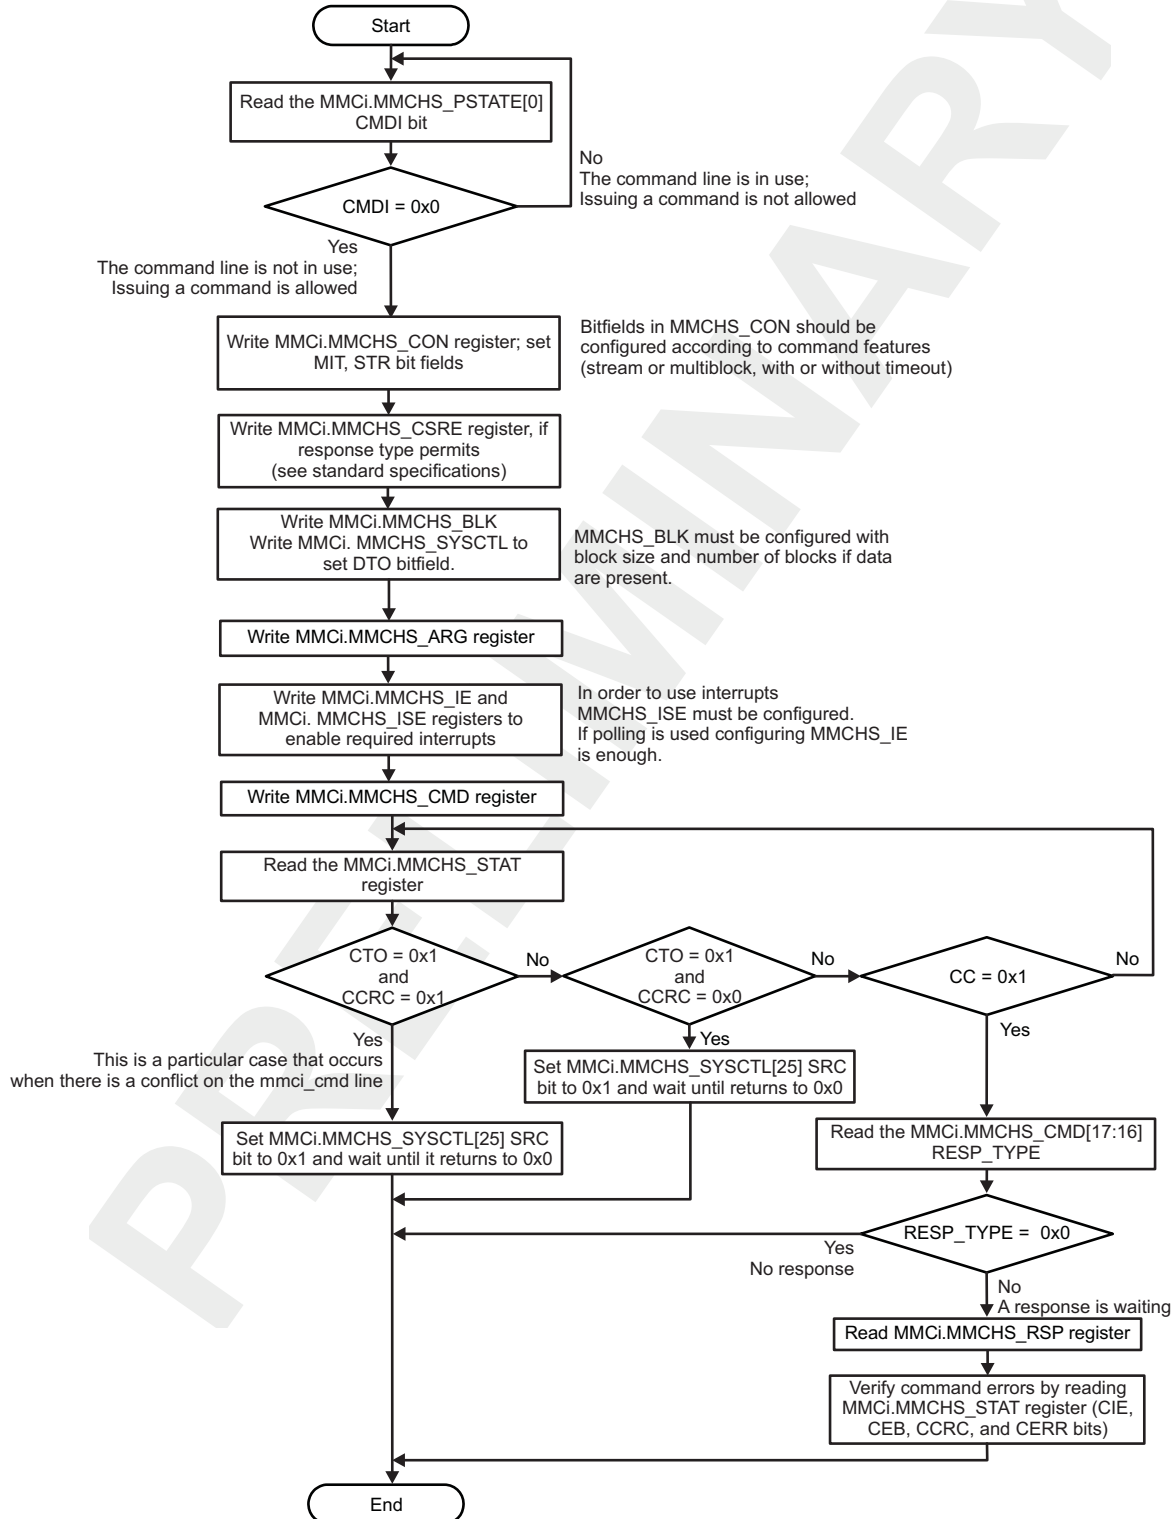 Start
Read the MMCi.MMCHS_PSTATE[0]
CMDI bit
No
The command line is in use;
Issuing a command is not allowed
CMDI = 0x0
Yes
The command line is not in use;
Issuing a command is allowed
Write MMCi.MMCHS_CON register; set
MIT, STR bit fields
Bitfields in MMCHS_CON should be
configured according to command features
(stream or multiblock, with or without timeout)
Write MMCi.MMCHS_CSRE register, if
response type permits
(see standard specifications)
Write MMCi.MMCHS_BLK
Write MMCi. MMCHS_SYSCTL to
set DTO bitfield.
MMCHS_BLK must be configured with
block size and number of blocks if data
are present.
Write MMCi.MMCHS_ARG register
Write MMCi.MMCHS_IE and
MMCi. MMCHS_ISE registers to
enable required interrupts
In order to use interrupts
MMCHS_ISE must be configured.
If polling is used configuring MMCHS_IE
is enough.
Write MMCi.MMCHS_CMD register
Read the MMCi.MMCHS_STAT
register
CTO = 0x1
and
CCRC = 0x1
No
CTO = 0x1
and
CCRC = 0x0
No
CC = 0x1
No
Yes
This is a particular case that occurs
when there is a conflict on the mmci_cmd line
Yes
Set MMCi.MMCHS_SYSCTL[25] SRC
bit to 0x1 and wait until returns to 0x0
Yes
Set MMCi.MMCHS_SYSCTL[25] SRC
bit to 0x1 and wait until it returns to 0x0
Read the MMCi.MMCHS_CMD[17:16]
RESP_TYPE
RESP_TYPE = 0x0
Yes
No response
No
A response is waiting
Read MMCi.MMCHS_RSP register
Verify command errors by reading
MMCi.MMCHS_STAT register (CIE,
CEB, CCRC, and CERR bits)
End
PRELIMINARY